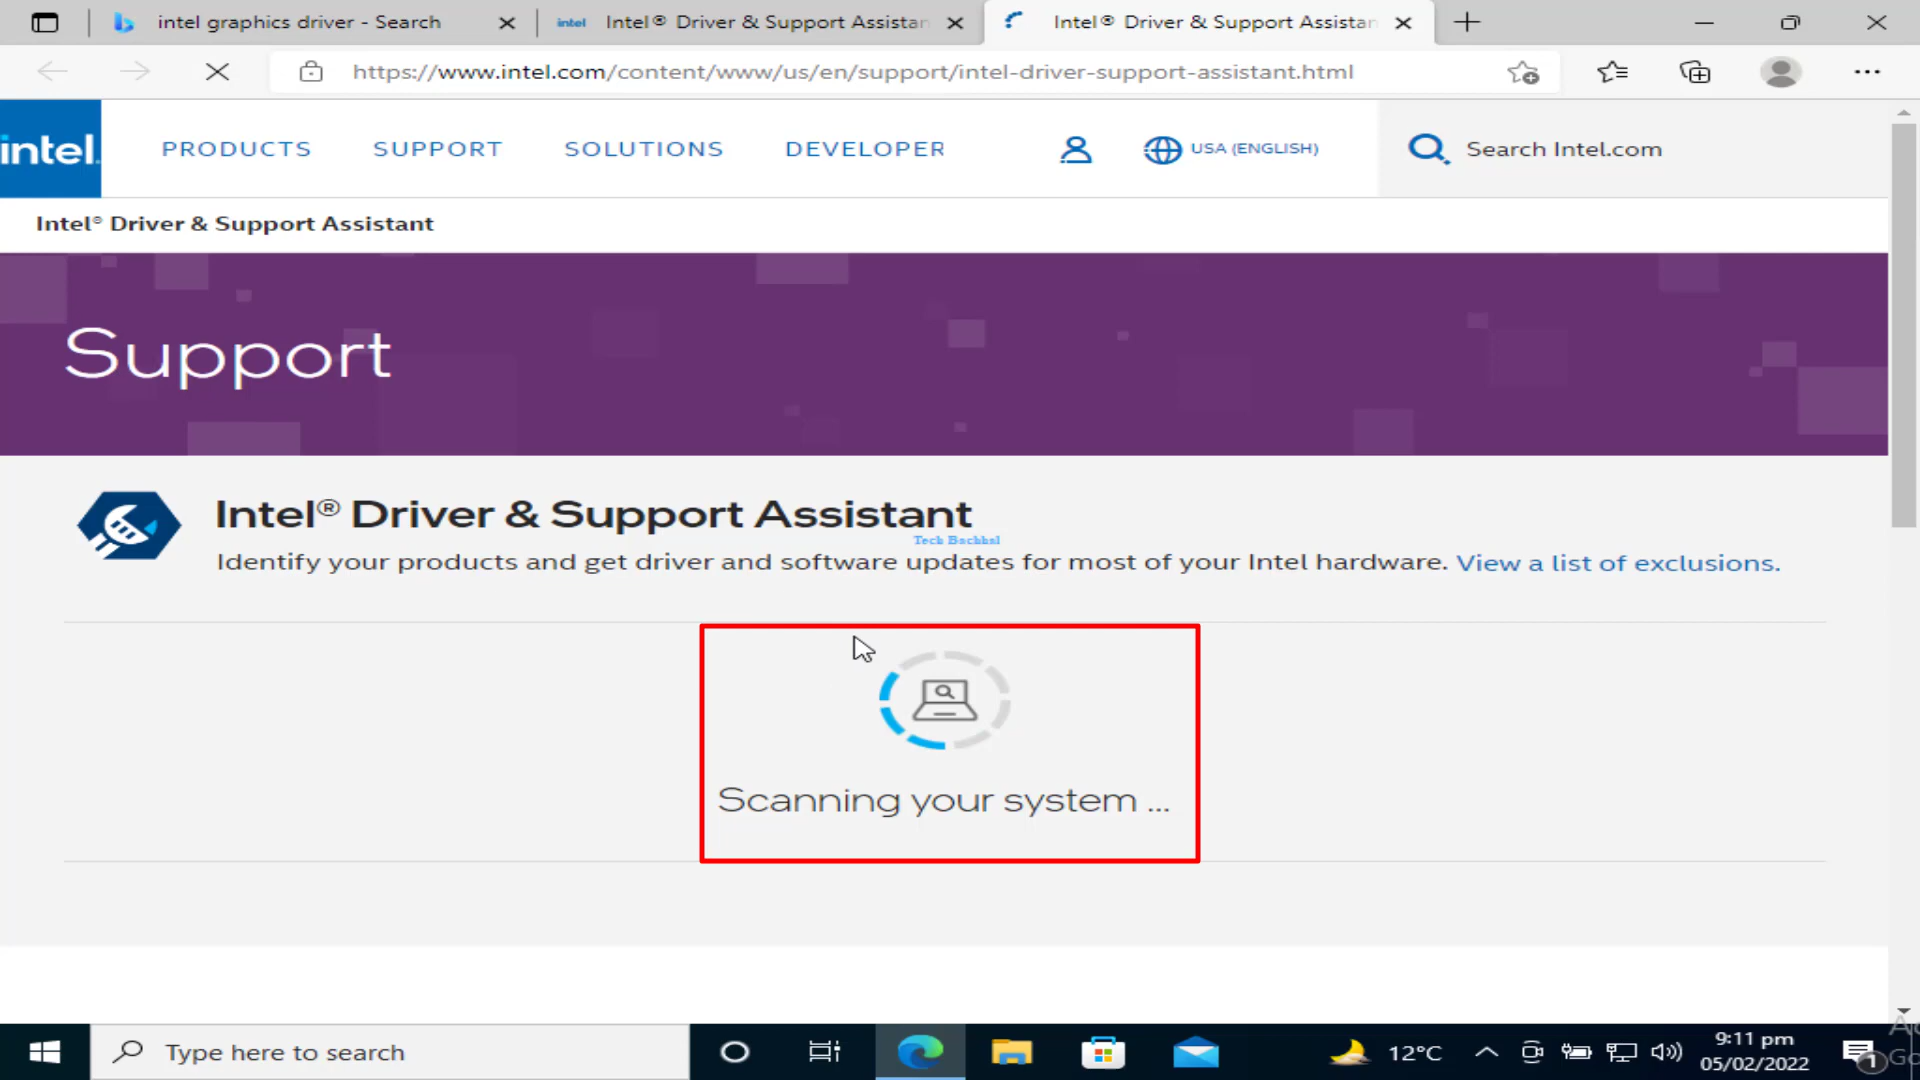 intel graphics driver - Search
intel
Intel® Driver & Support Assistan
Intel® Driver & Support Assistan
https://www.intel.com/content/www/us/en/support/intel-driver-support-assistant.html
intel.
PRODUCTS
SUPPORT
SOLUTIONS
DEVELOPER
USA (ENGLISH)
Search Intel.com
Intel® Driver & Support Assistant
Support
Intel® Driver & Support Assistant
Tech Bachhal
Identify your products and get driver and software updates for most of your Intel hardware. View a list of exclusions.
Scanning your system ...
Type here to search
12°C
9:11 pm
05/02/2022
1
Go